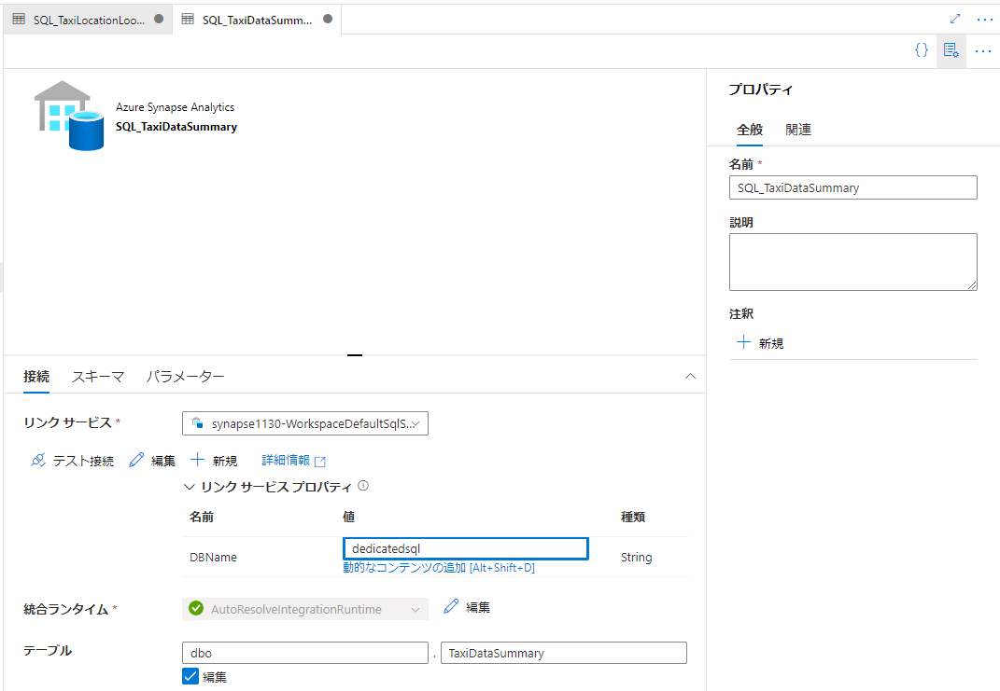 SQL_TaxiLocationLoo...
SQL_TaxiDataSumm...
Azure Synapse Analytics
SQL_TaxiDataSummary
接続 スキーマ パラメーター
リンク サービス *
synapse1130-WorkspaceDefaultSqlS...
テスト接続 編集 新規 詳細情報
リンク サービス プロパティ
名前 値 種類
DBName dedicatedsql String
動的なコンテンツの追加 [Alt+Shift+D]
統合ランタイム * AutoResolveIntegrationRuntime 編集
テーブル dbo . TaxiDataSummary
編集
プロパティ
全般 関連
名前 *
SQL_TaxiDataSummary
説明
注釈
新規